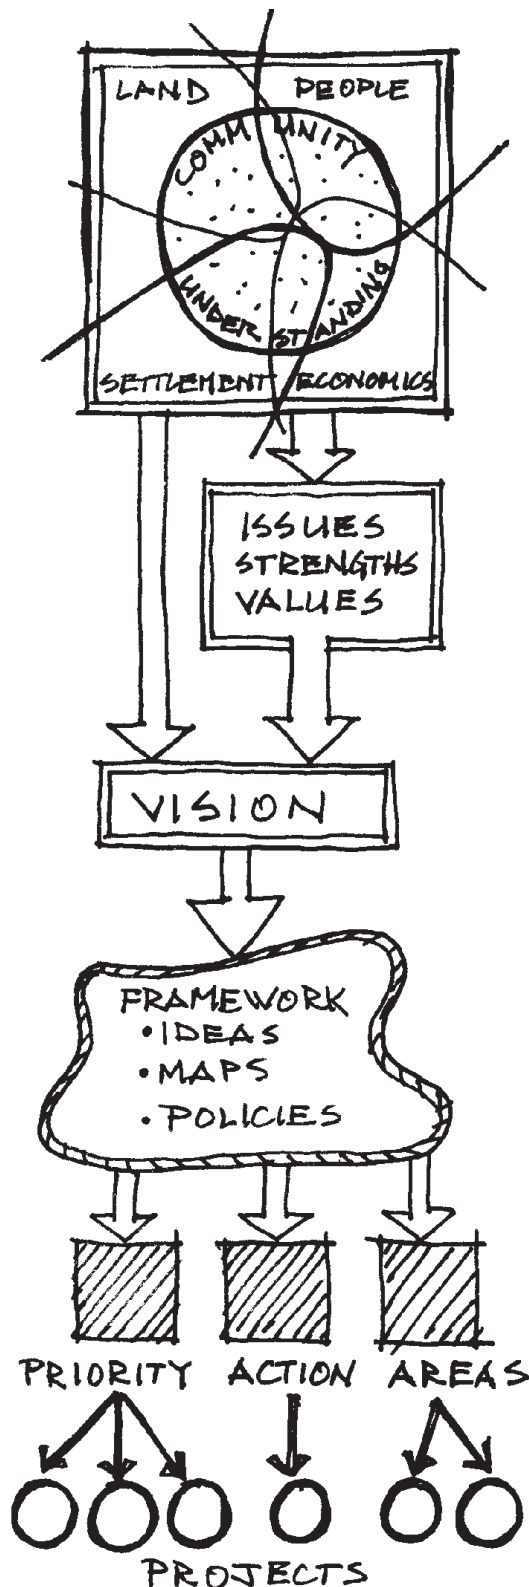 LAND PEOPLE
COMMUNITY
UNDERSTANDING
SETTLEMENT ECONOMICS
ISSUES
STRENGTHS
VALUES
VISION
FRAMEWORK
• IDEAS
• MAPS
• POLICIES
PRIORITY ACTION AREAS
PROJECTS